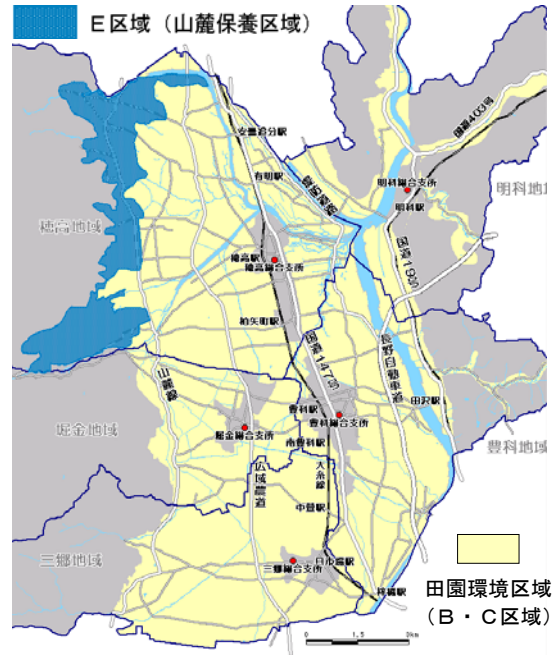 E区域（山麓保養区域）
国道403号
安曇追分駅
有明駅
明科総合支所
明科駅
明科地域
穂高地域
国道19号
穂高駅
穂高総合支所
柏矢町駅
国道147号
長野自動車道
山麓線
豊科駅
豊科総合支所
田沢駅
堀金総合支所
堀金地域
南豊科駅
豊科地域
広域農道
大糸線
中萱駅
三郷地域
三郷総合支所
一日市場駅
梓橋駅
田園環境区域
（B・C区域）
0 1.5 3km